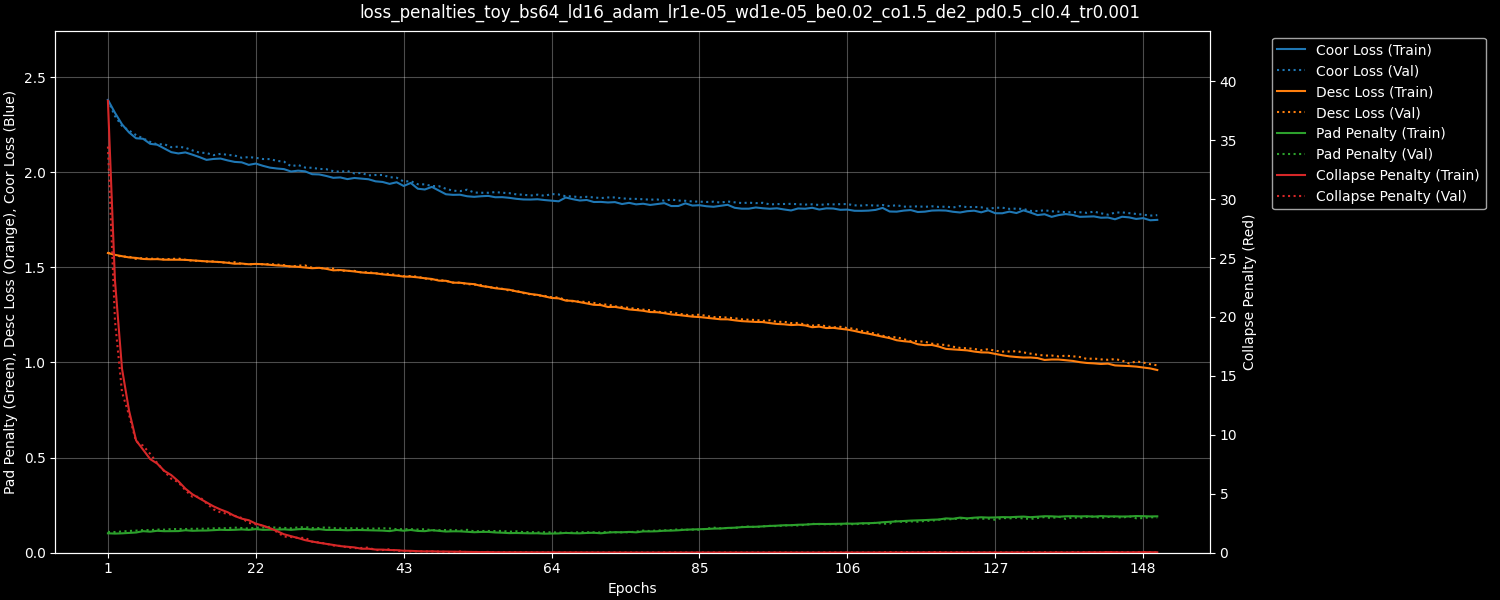 loss_penalties_toy_bs64_ld16_adam_lr1e-05_wd1e-05_be0.02_co1.5_de2_pd0.5_cl0.4_tr0.001
Pad Penalty (Green), Desc Loss (Orange), Coor Loss (Blue)
2.5
2.0
1.5
1.0
0.5
0.0
1
22
43
64
85
106
127
148
Epochs
40
35
30
25
20
15
10
5
0
Collapse Penalty (Red)
Coor Loss (Train)
Coor Loss (Val)
Desc Loss (Train)
Desc Loss (Val)
Pad Penalty (Train)
Pad Penalty (Val)
Collapse Penalty (Train)
Collapse Penalty (Val)